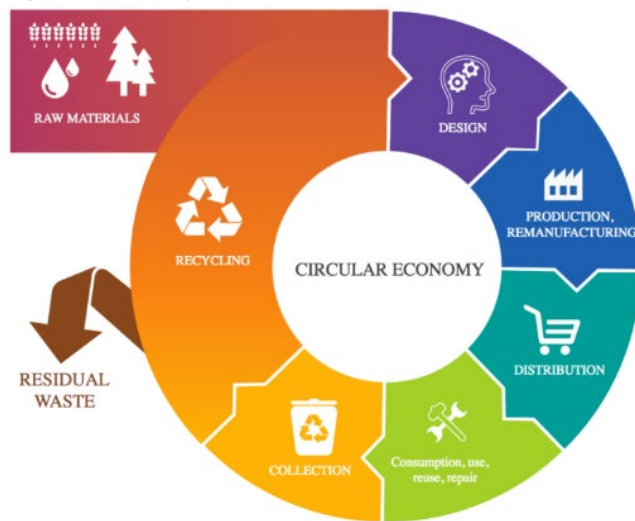 RAW MATERIALS
DESIGN
PRODUCTION,
REMANUFACTURING
RECYCLING
CIRCULAR ECONOMY
DISTRIBUTION
RESIDUAL
WASTE
COLLECTION
Consumption, use,
reuse, repair